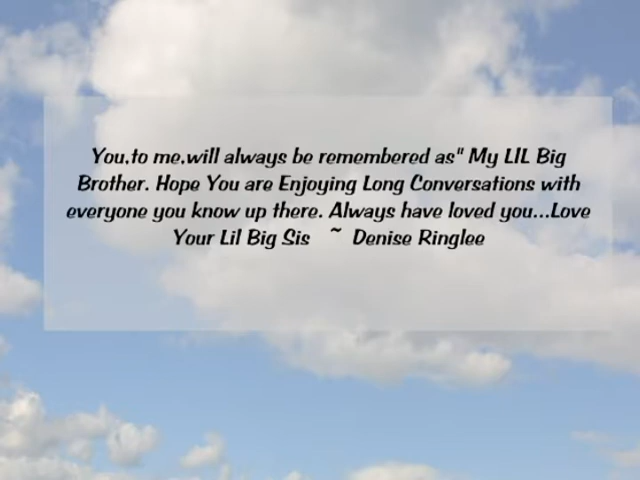 You,to me,will always be remembered as" My LIL Big
Brother. Hope You are Enjoying Long Conversations with
everyone you know up there. Always have loved you...Love
Your Lil Big Sis ~ Denise Ringlee